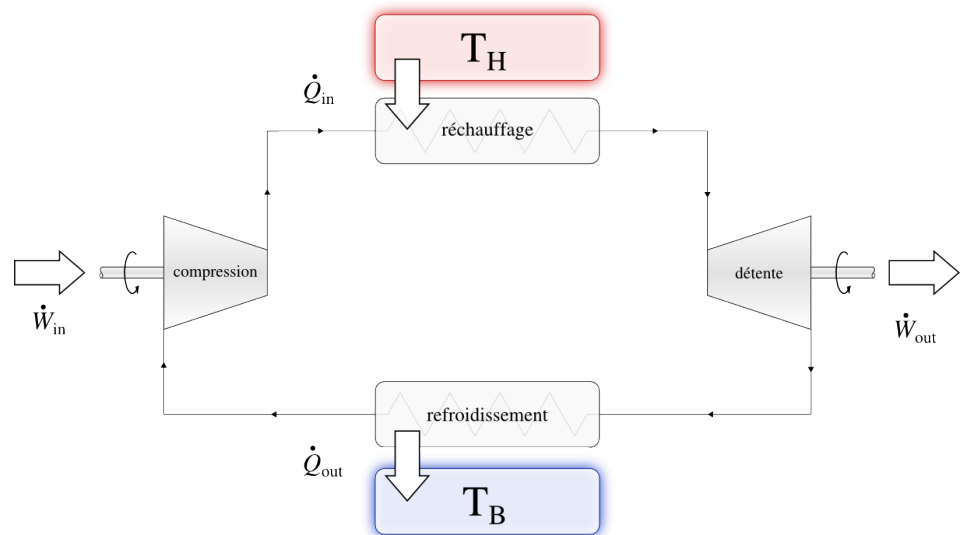 T_H
Q̇_in
réchauffage
compression
détente
Ẇ_in
Ẇ_out
refroidissement
Q̇_out
T_B